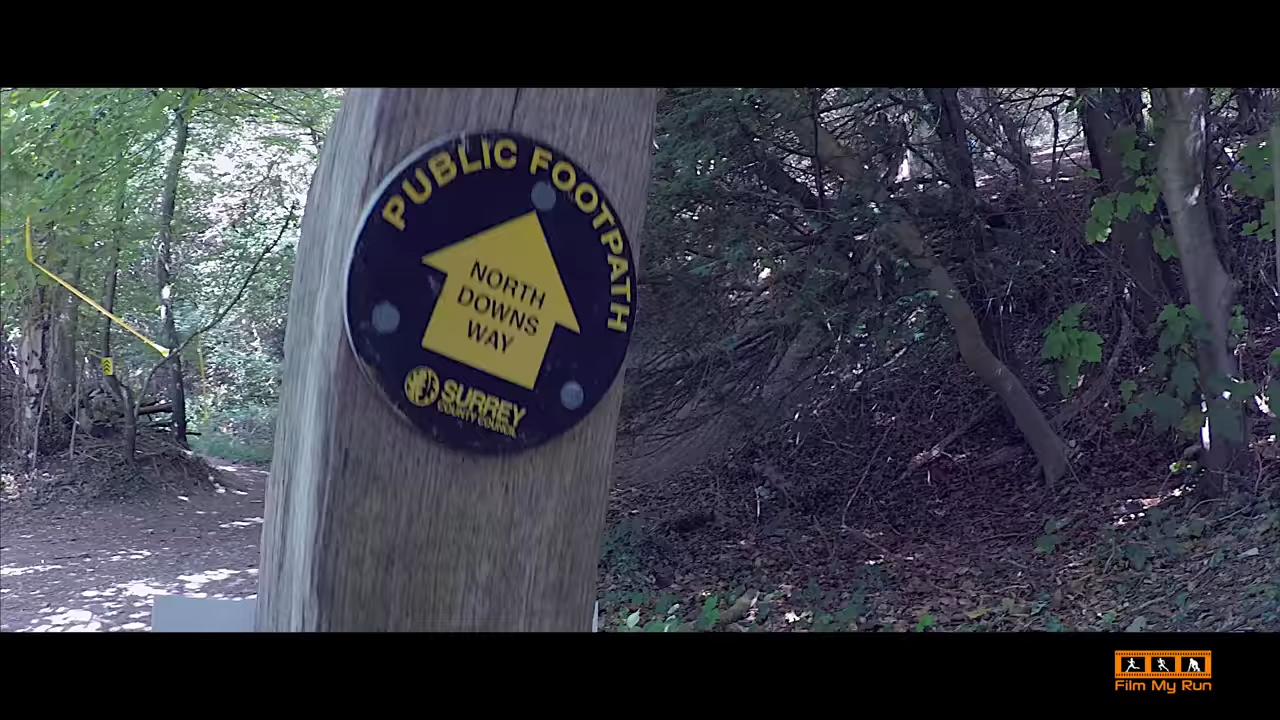 PUBLIC FOOTPATH
NORTH
DOWNS
WAY
SURREY
COUNTY COUNCIL
Film My Run